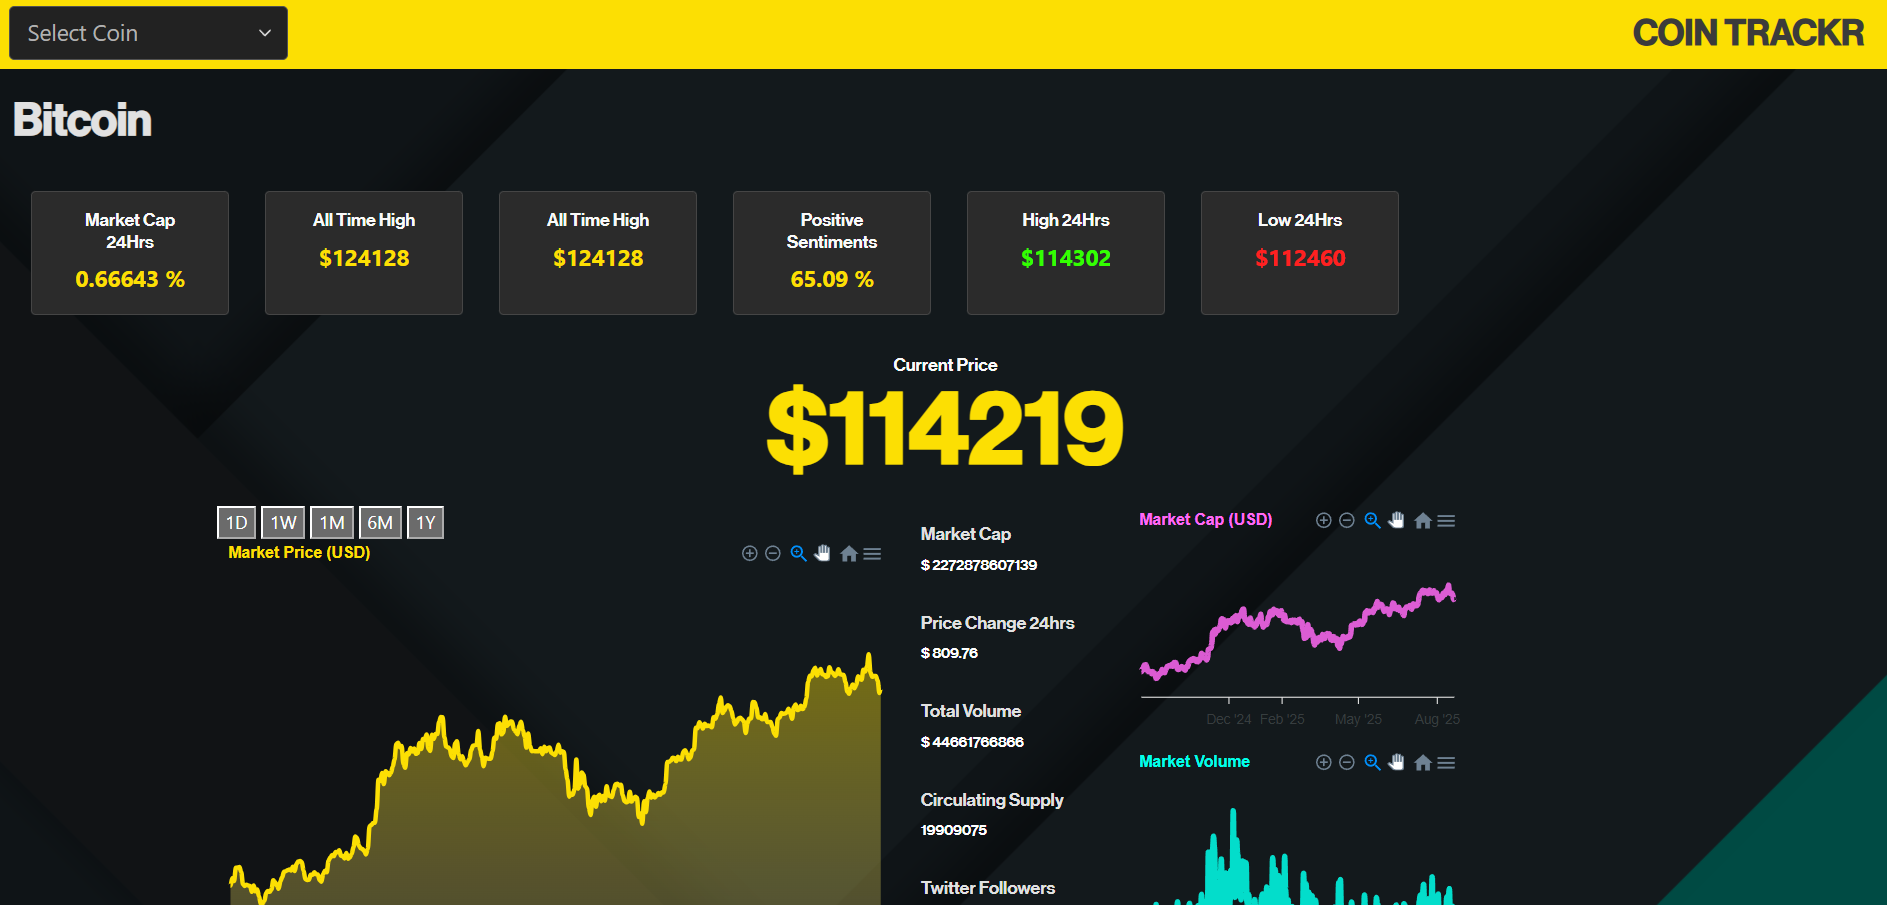 Select Coin
COIN TRACKR
Bitcoin
Market Cap
24Hrs
0.66643 %
All Time High
$124128
All Time High
$124128
Positive
Sentiments
65.09 %
High 24Hrs
$114302
Low 24Hrs
$112460
Current Price
$114219
1D 1W 1M 6M 1Y
Market Price (USD)
Market Cap
$ 2272878607139
Price Change 24hrs
$ 809.76
Total Volume
$ 44661766866
Circulating Supply
19909075
Twitter Followers
Market Cap (USD)
Dec '24 Feb '25 May '25 Aug '25
Market Volume